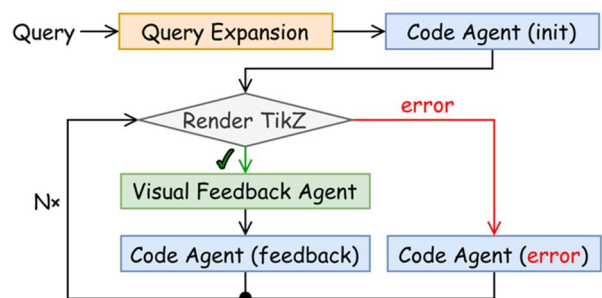 Query
Query Expansion
Code Agent (init)
Render TikZ
error
Visual Feedback Agent
N×
Code Agent (feedback)
Code Agent (error)